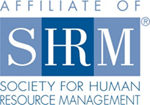 AFFILIATE OF
SHRM®
SOCIETY FOR HUMAN
RESOURCE MANAGEMENT